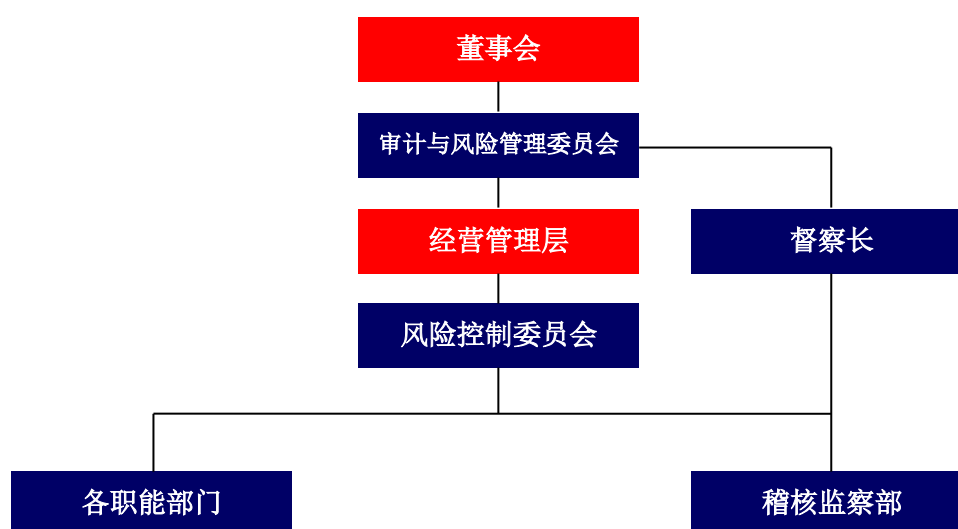 董事会
审计与风险管理委员会
经营管理层
督察长
风险控制委员会
各职能部门
稽核监察部